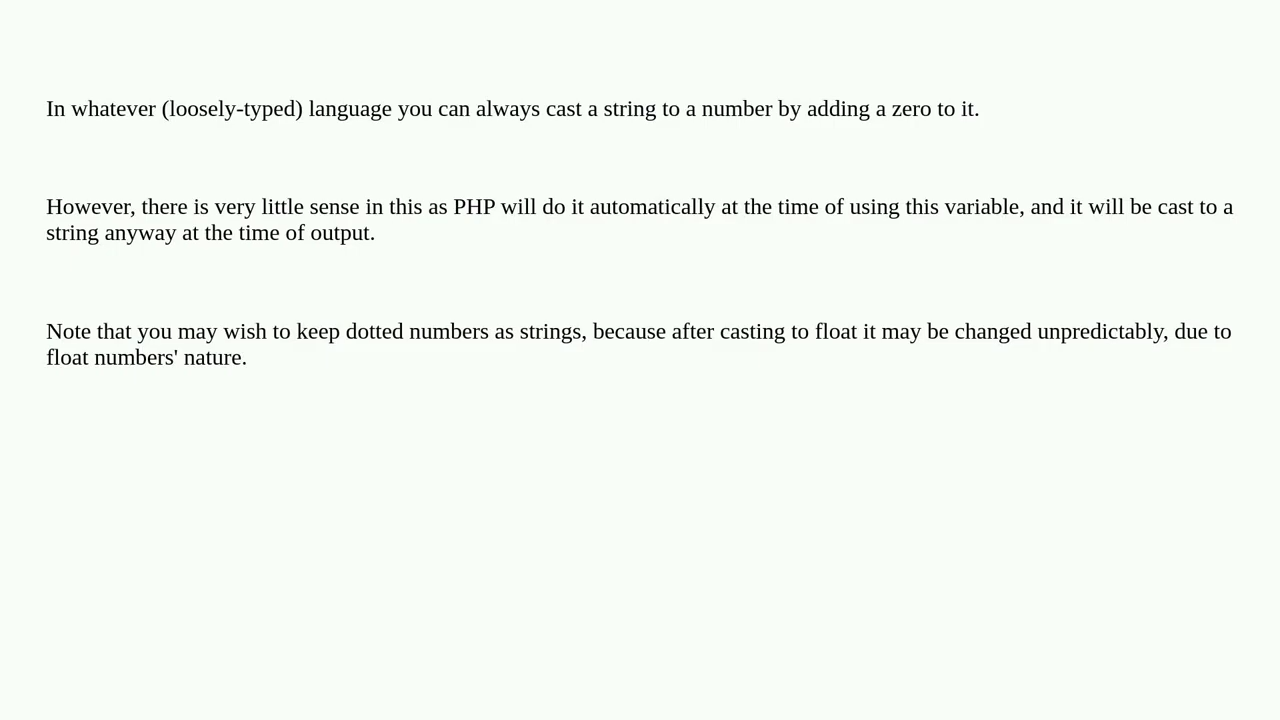 In whatever (loosely-typed) language you can always cast a string to a number by adding a zero to it.
However, there is very little sense in this as PHP will do it automatically at the time of using this variable, and it will be cast to a
string anyway at the time of output.
Note that you may wish to keep dotted numbers as strings, because after casting to float it may be changed unpredictably, due to
float numbers' nature.